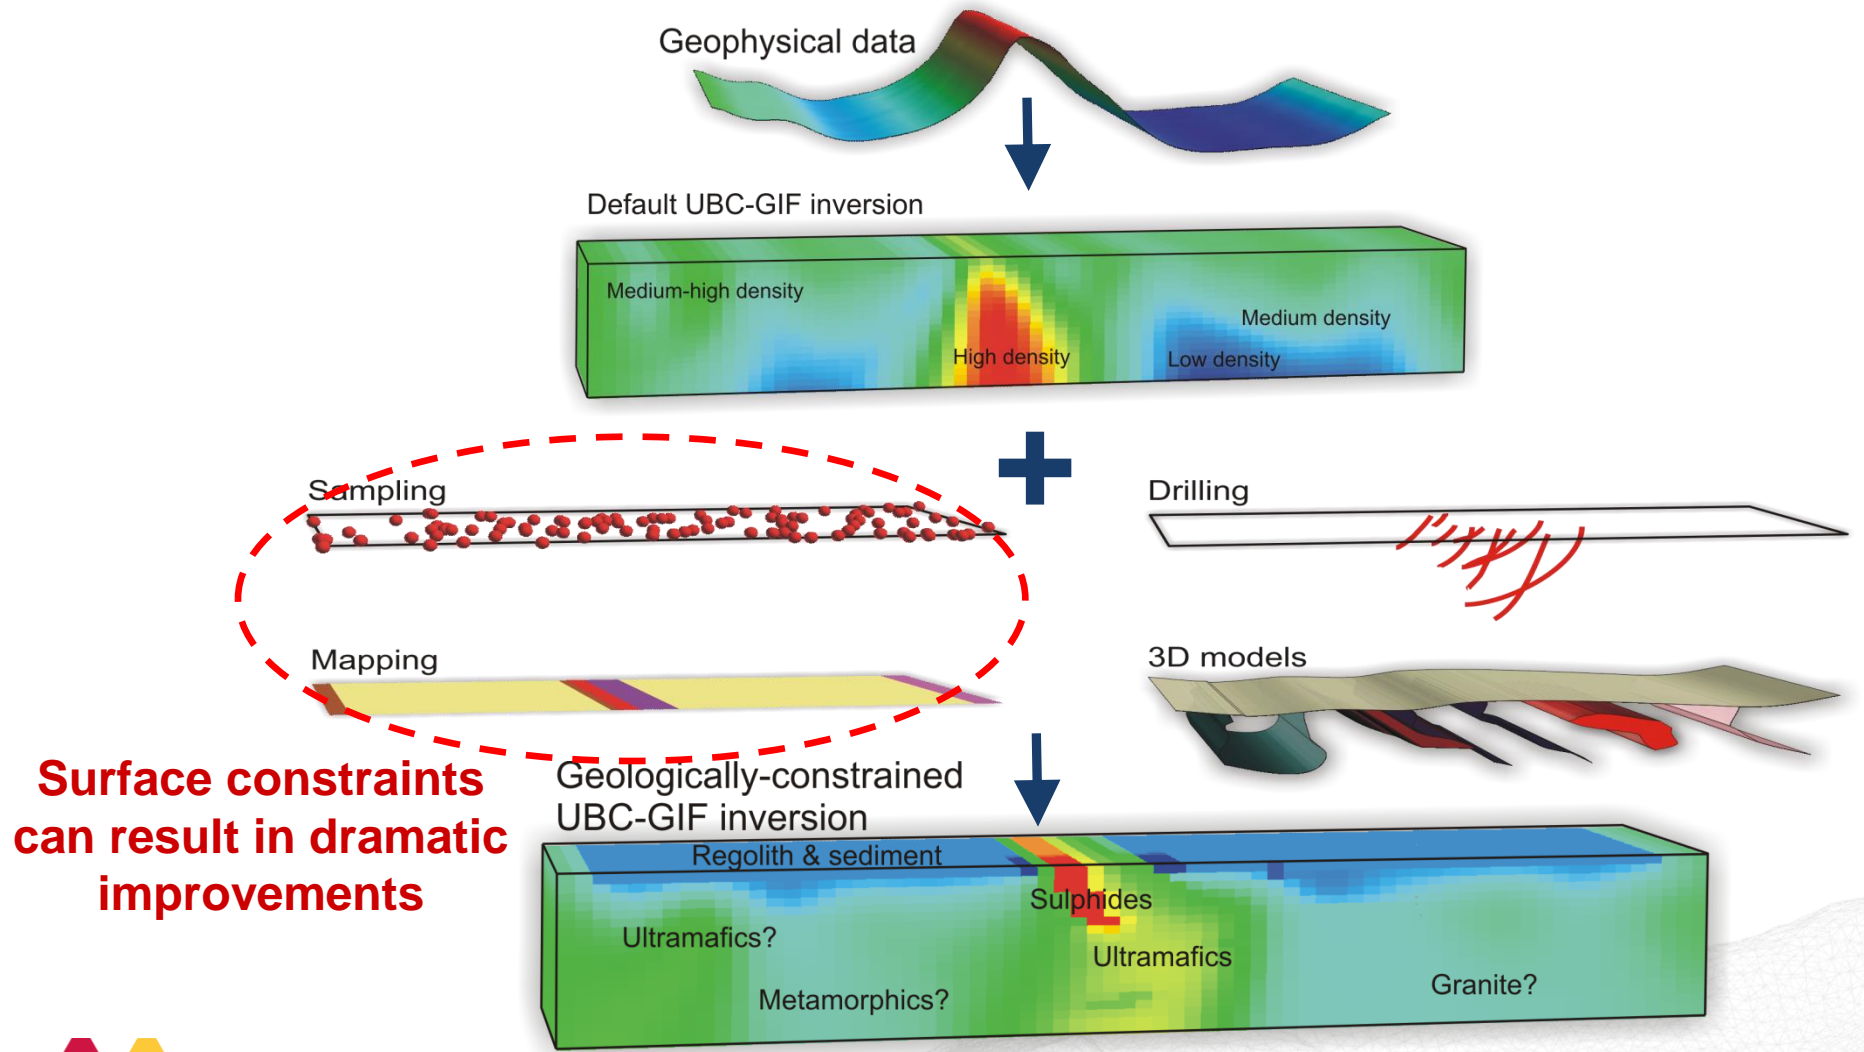 Geophysical data
Default UBC-GIF inversion
Medium-high density
Medium density
High density
Low density
Sampling
Drilling
Mapping
3D models
Surface constraints
can result in dramatic
improvements
Geologically-constrained
UBC-GIF inversion
Regolith & sediment
Sulphides
Ultramafics?
Ultramafics
Metamorphics?
Granite?